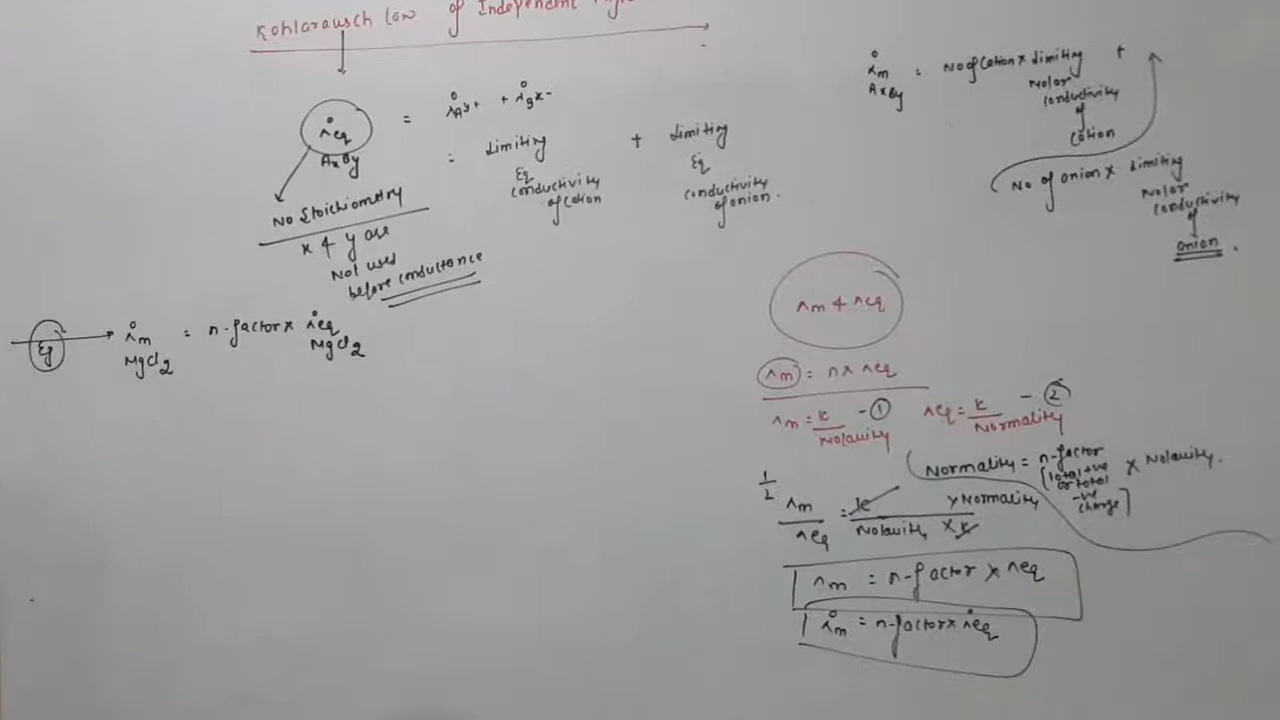 Kohlarausch Law of Independent
λ°eq AxBy = λ°Ay+ + λ°Bx-
= Limiting Eq conductivity of cation + Limiting Eq conductivity of anion.
No Stoichiometry
x & y are
Not used
before conductance
Eg
λ°m MgCl2 = n-factor x λ°eq MgCl2
λ°m AxBy = No of cation x Limiting Molar conductivity of cation +
No of anion x Limiting Molar conductivity of anion.
λm & λeq
λm = n x λeq
λm = K / Molarity - ① λeq = K / Normality - ②
Normality = n-factor [total +ve or total -ve charge] x Molarity.
1/2 λm / λeq = K x Normality / Molarity x K
λm = n-factor x λeq
λ°m = n-factor x λ°eq